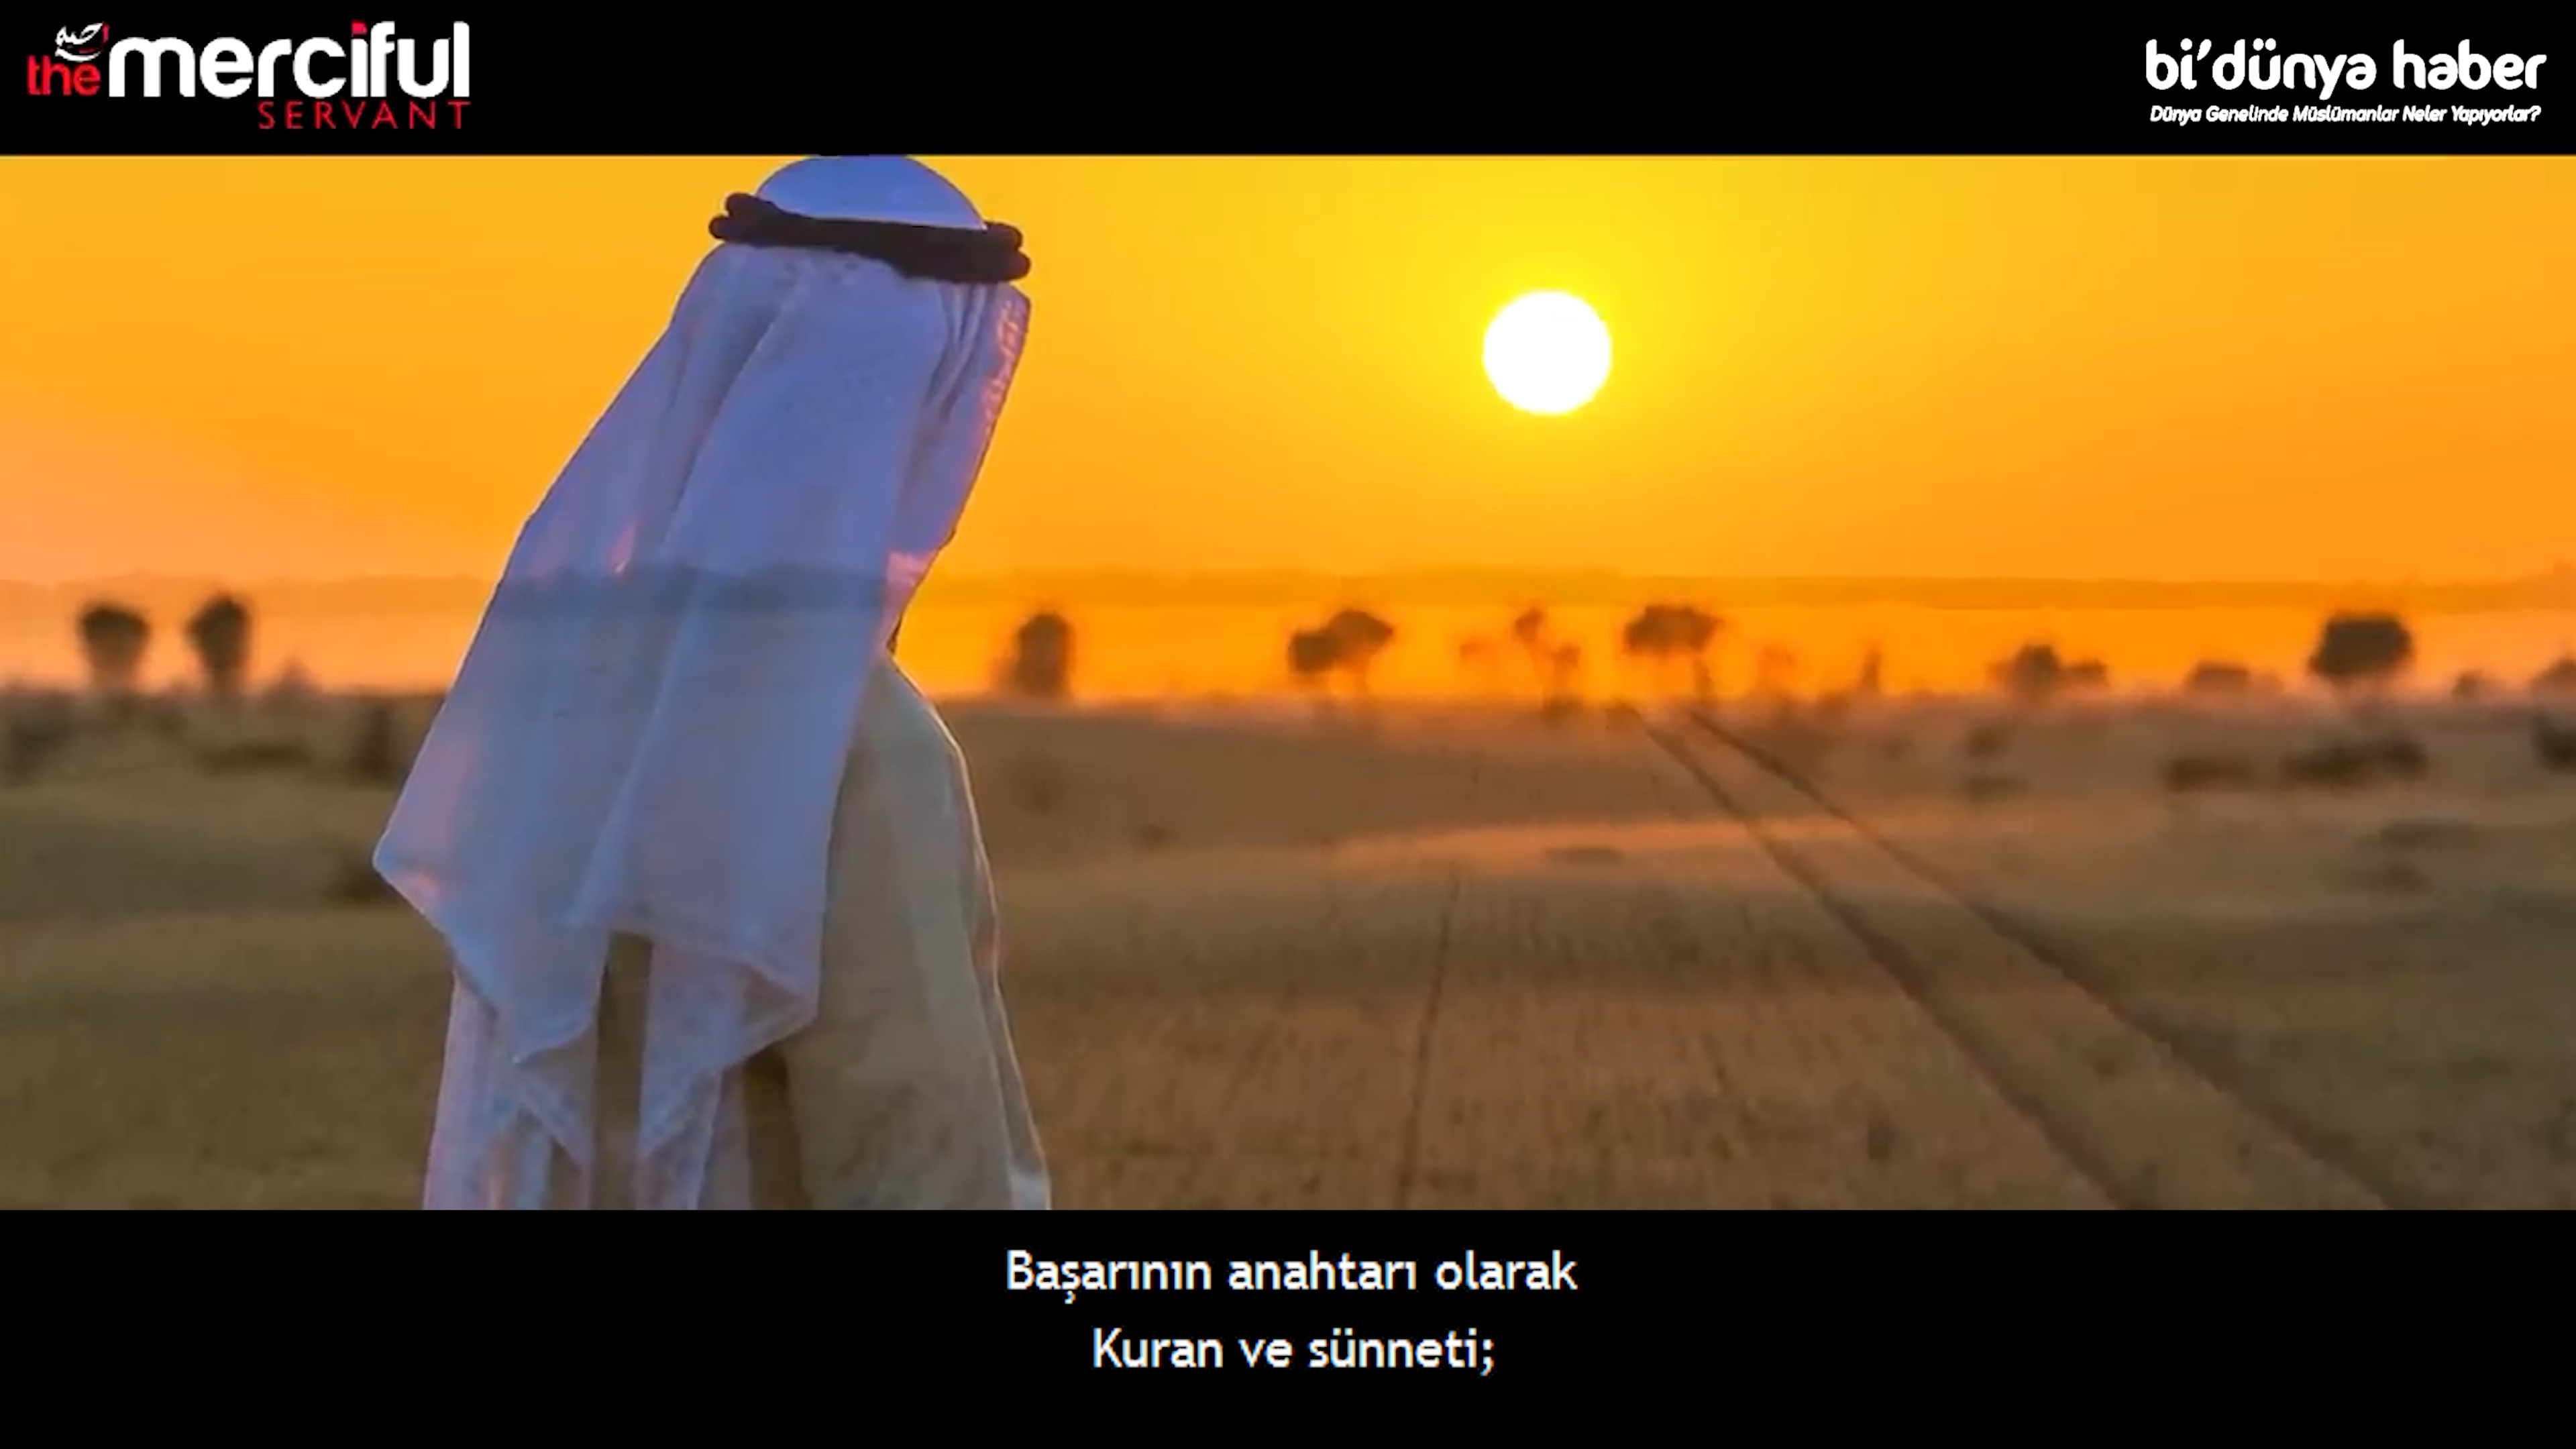 the merciful
SERVANT
bi'dünya haber
Dünya Genelinde Müslümanlar Neler Yapıyorlar?
Başarının anahtarı olarak
Kuran ve sünneti;